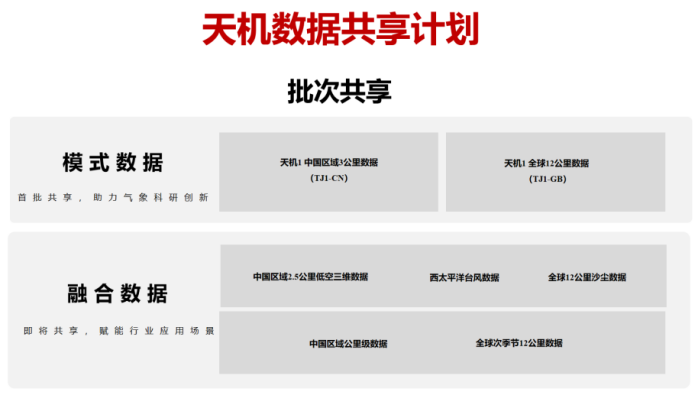 天机数据共享计划
批次共享
模式数据
首批共享，助力气象科研创新
天机1 中国区域3公里数据
（TJ1-CN）
天机1 全球12公里数据
（TJ1-GB）
融合数据
即将共享，赋能行业应用场景
中国区域2.5公里低空三维数据
西太平洋台风数据
全球12公里沙尘数据
中国区域公里级数据
全球次季节12公里数据